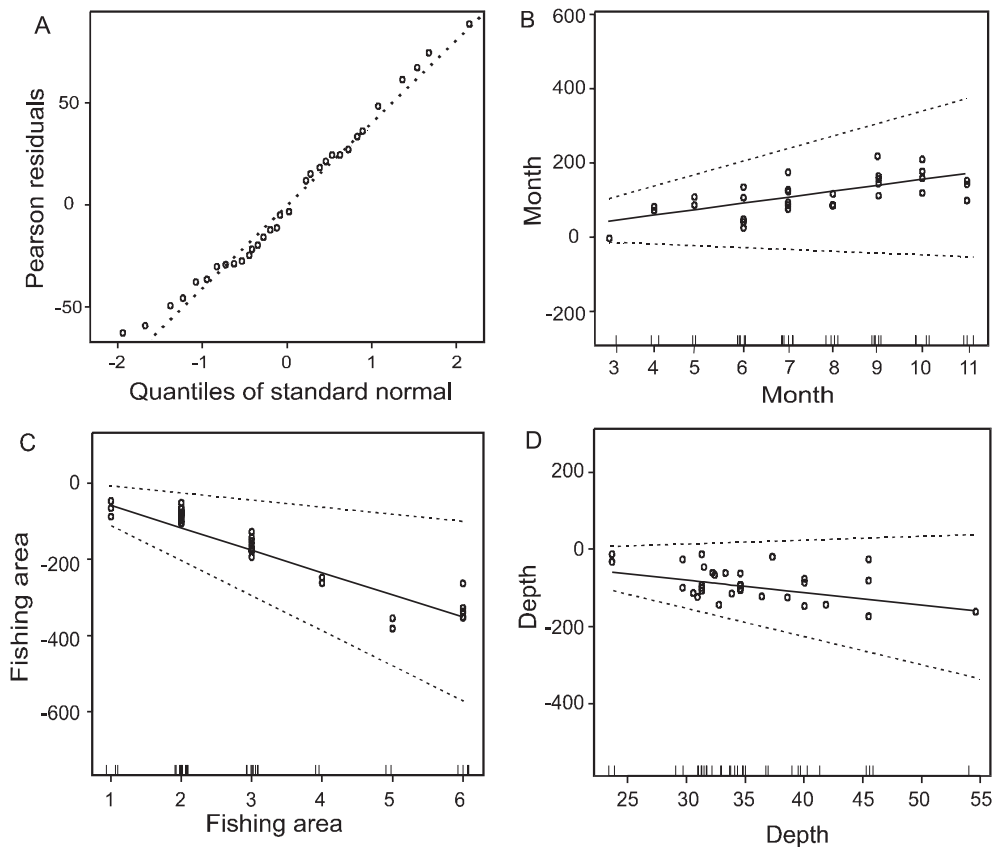 A
Pearson residuals
50
0
-50
-2
-1
0
1
2
Quantiles of standard normal
B
Month
600
400
200
0
-200
3 4 5 6 7 8 9 10 11
Month
C
Fishing area
0
-200
-400
-600
1 2 3 4 5 6
Fishing area
D
Depth
200
0
-200
-400
25 30 35 40 45 50 55
Depth